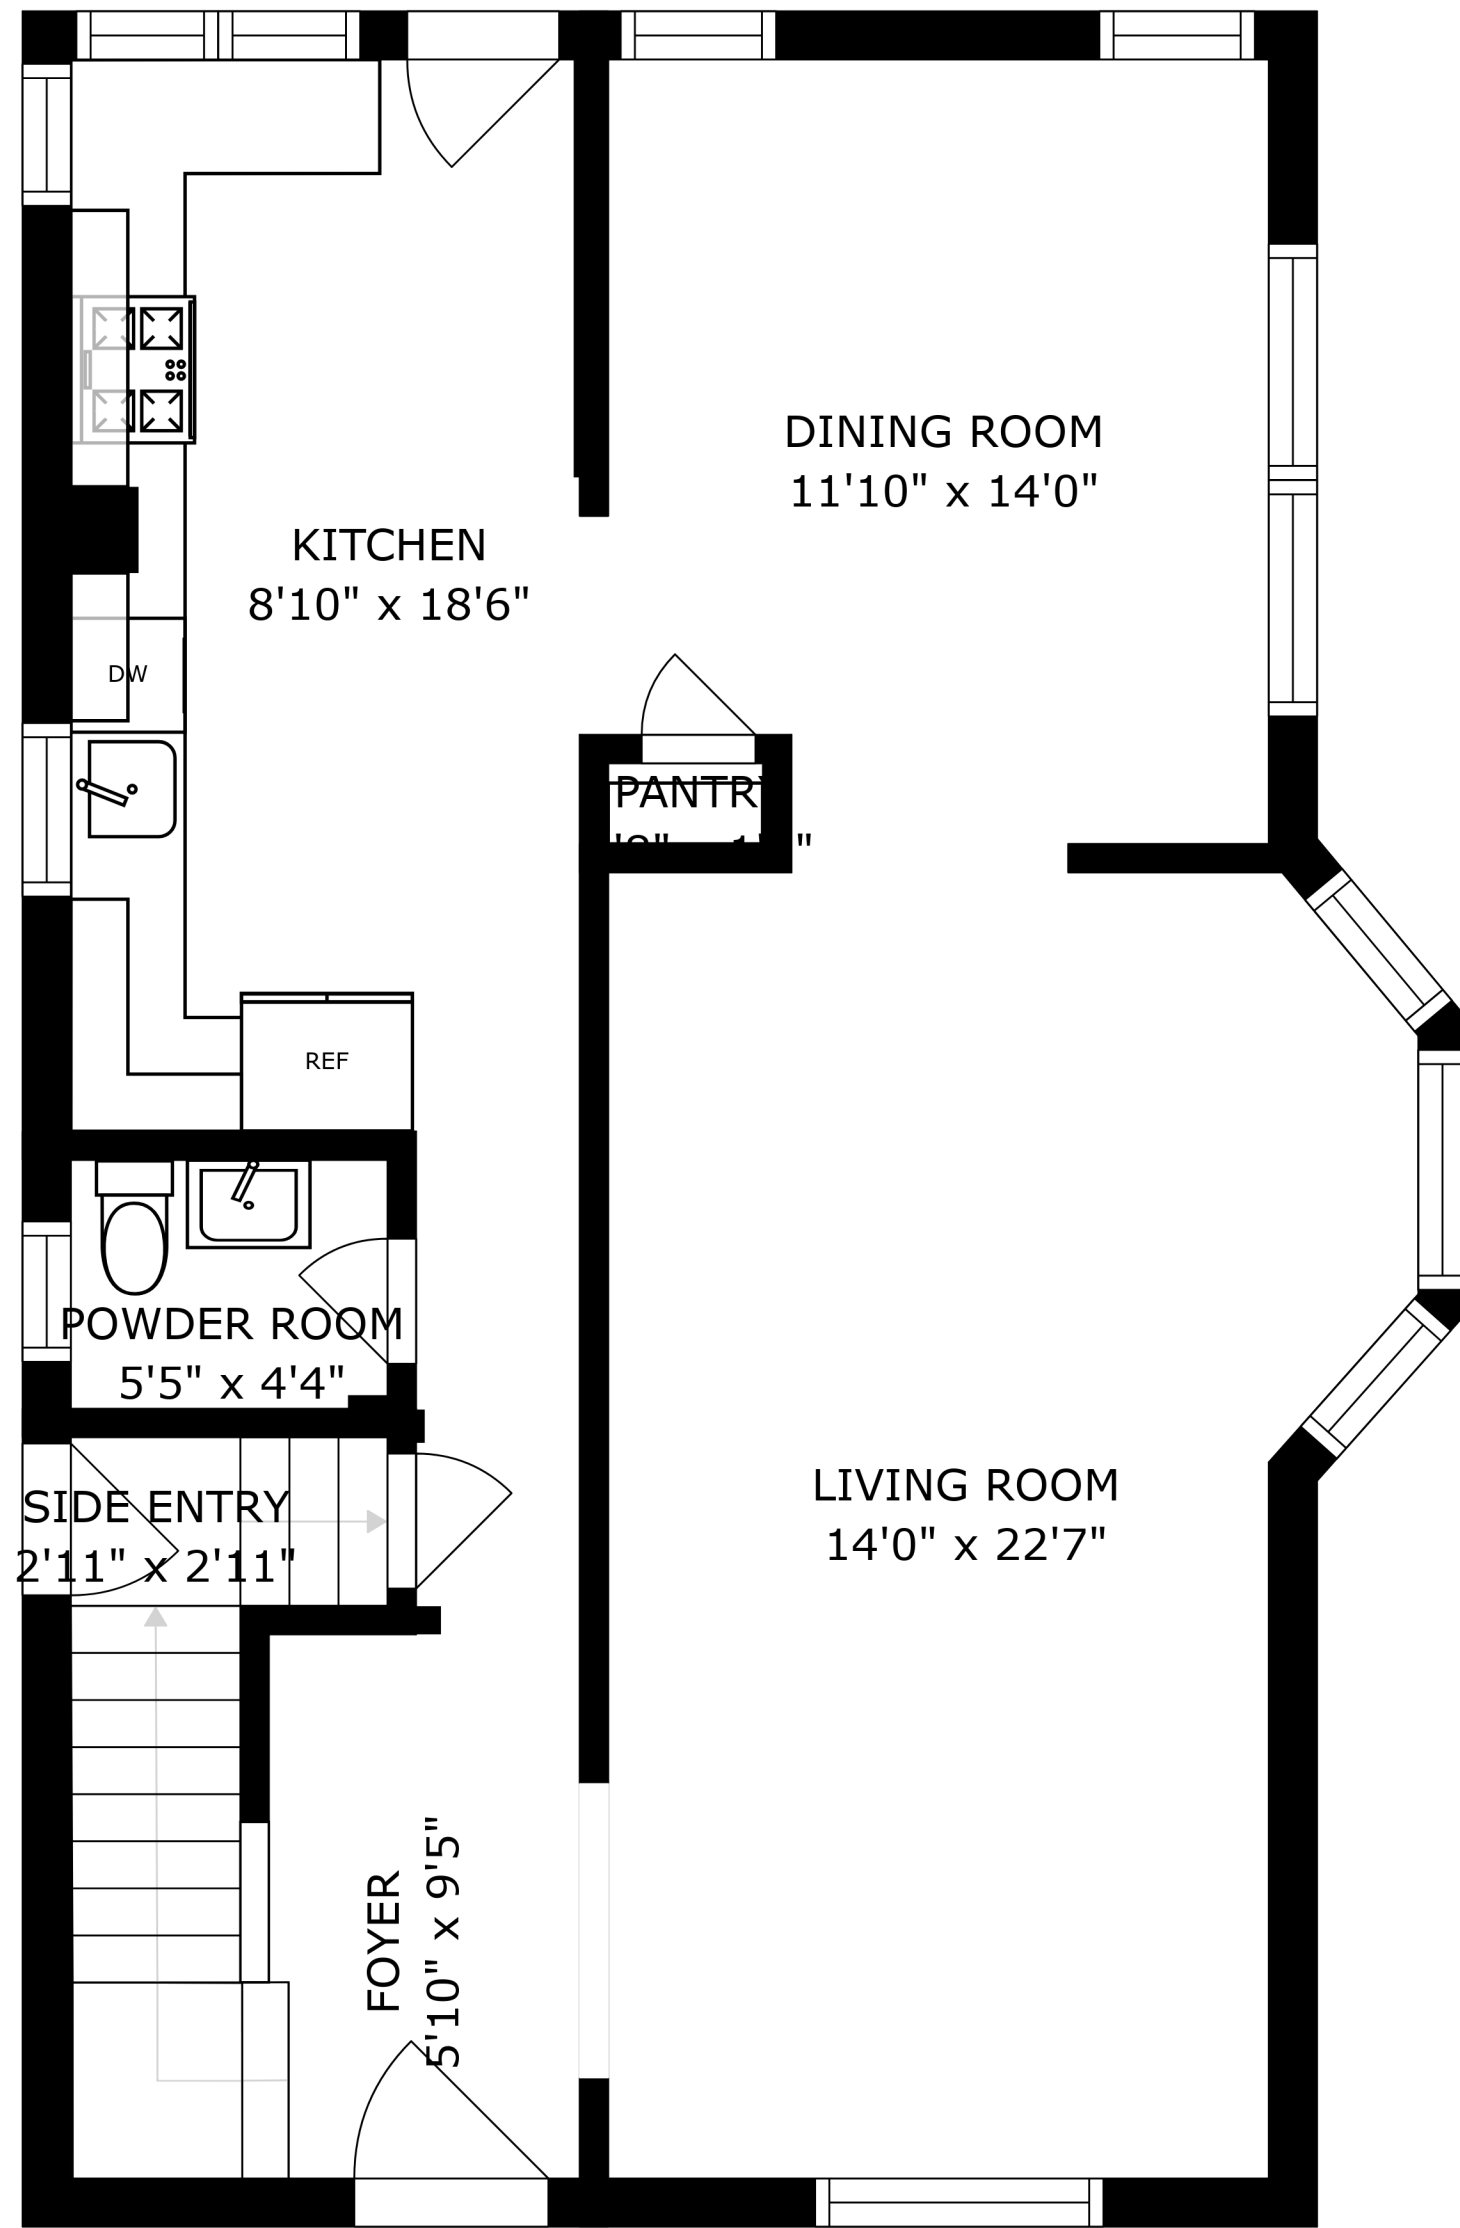 DINING ROOM
11'10" x 14'0"
KITCHEN
8'10" x 18'6"
DW
PANTRY
REF
POWDER ROOM
5'5" x 4'4"
LIVING ROOM
14'0" x 22'7"
SIDE ENTRY
2'11" x 2'11"
FOYER
5'10" x 9'5"